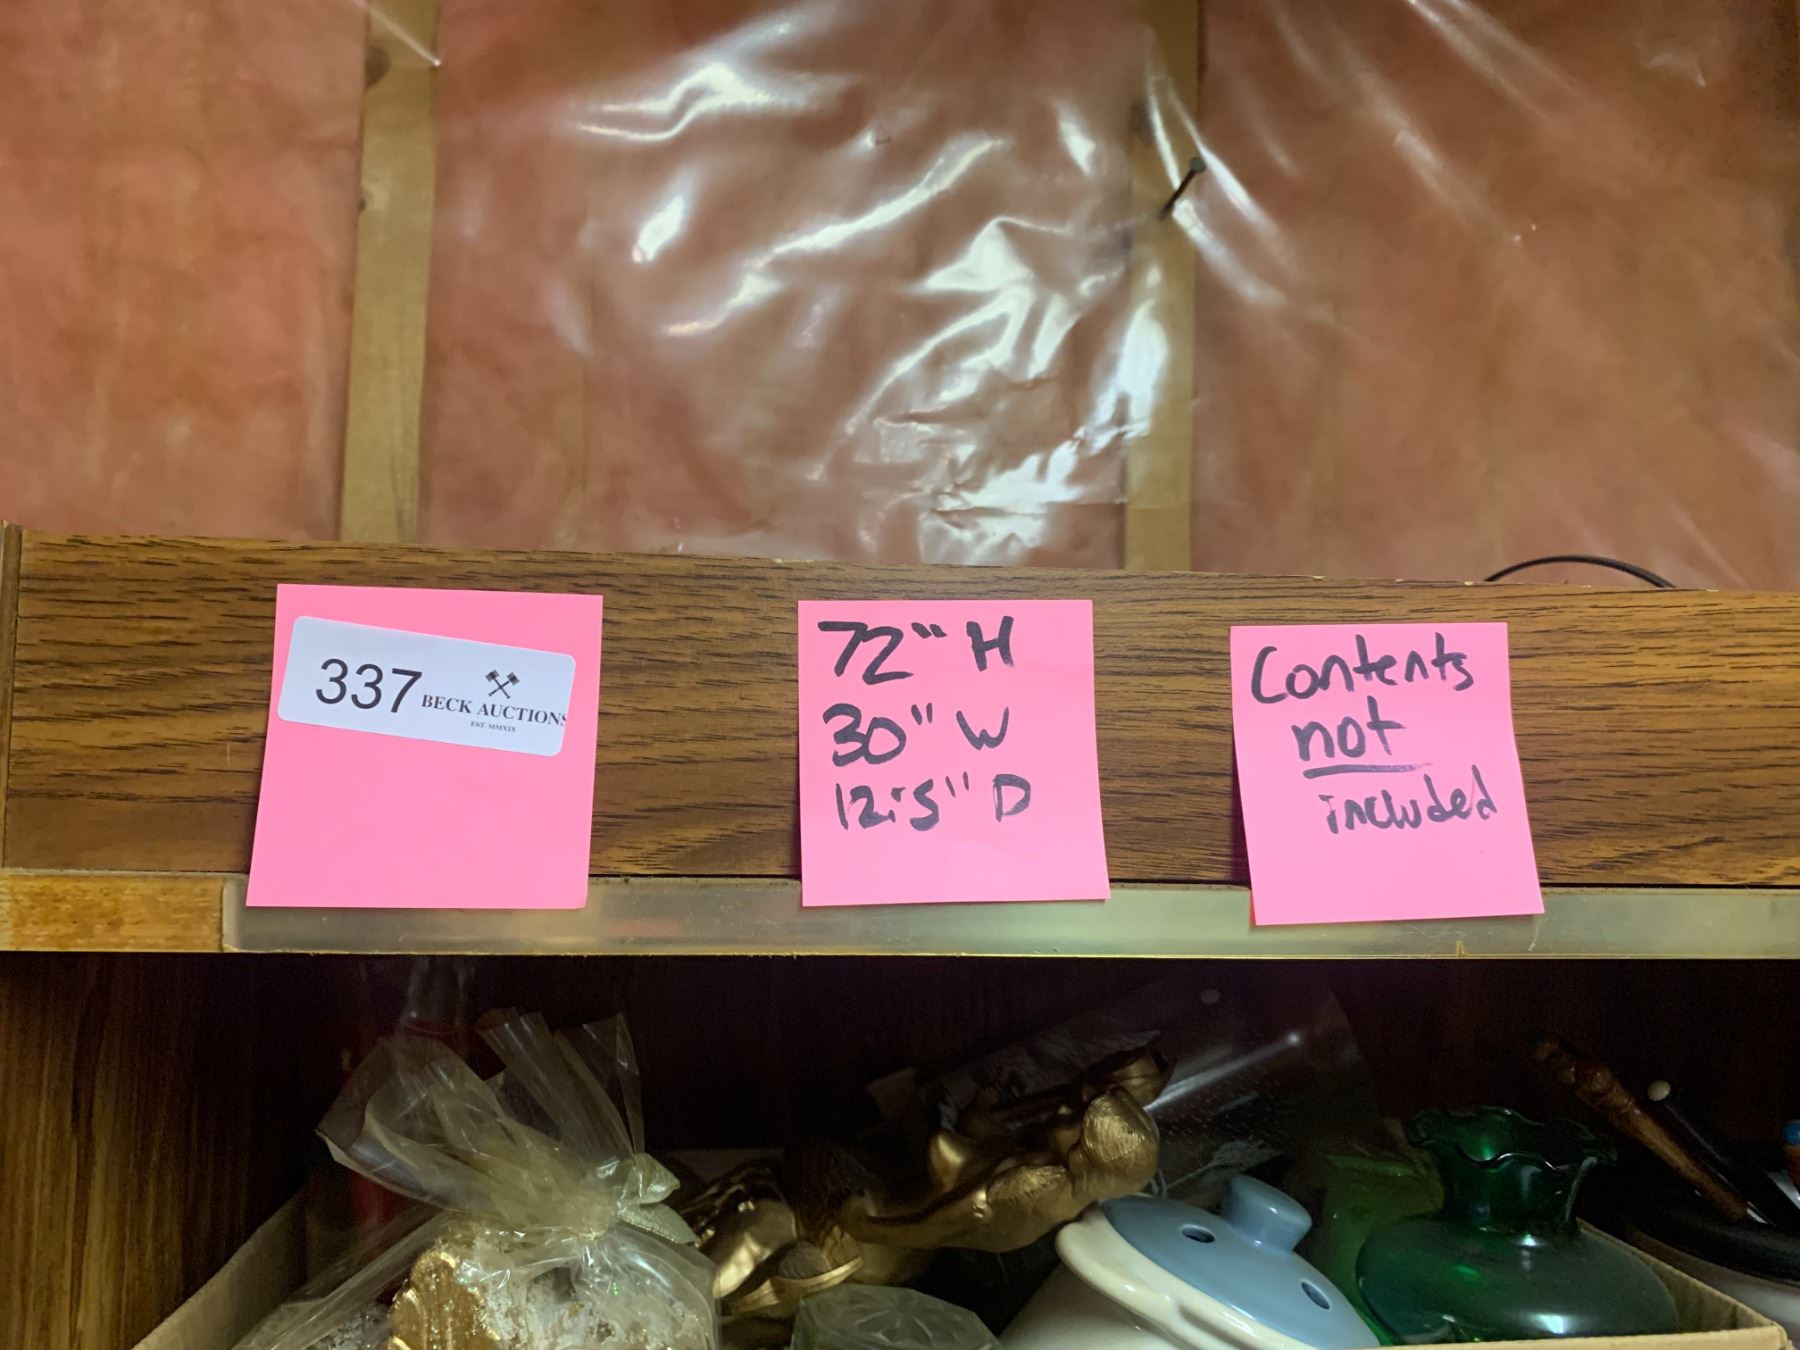 337
BECK AUCTIONS
EST. MMXIX
72" H
30" W
12.5" D
Contents
not
included